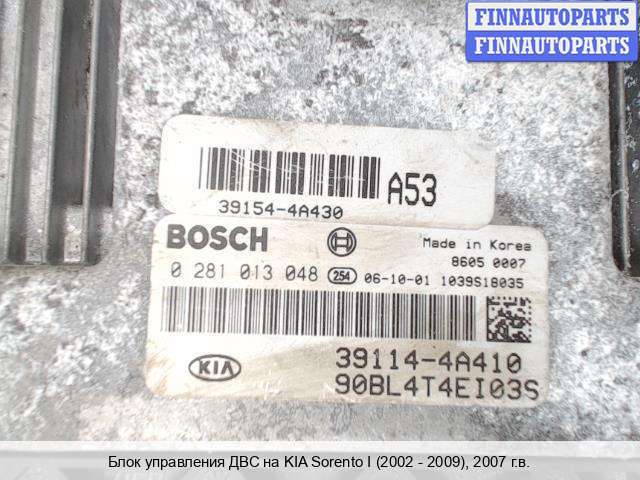 FINNAUTOPARTS
FINNAUTOPARTS
39154-4A430
A53
BOSCH
Made in Korea
8605 0007
0 281 013 048 254 06-10-01 1039S18035
KIA
39114-4A410
90BL4T4EI03S
Блок управления ДВС на KIA Sorento I (2002 - 2009), 2007 г.в.